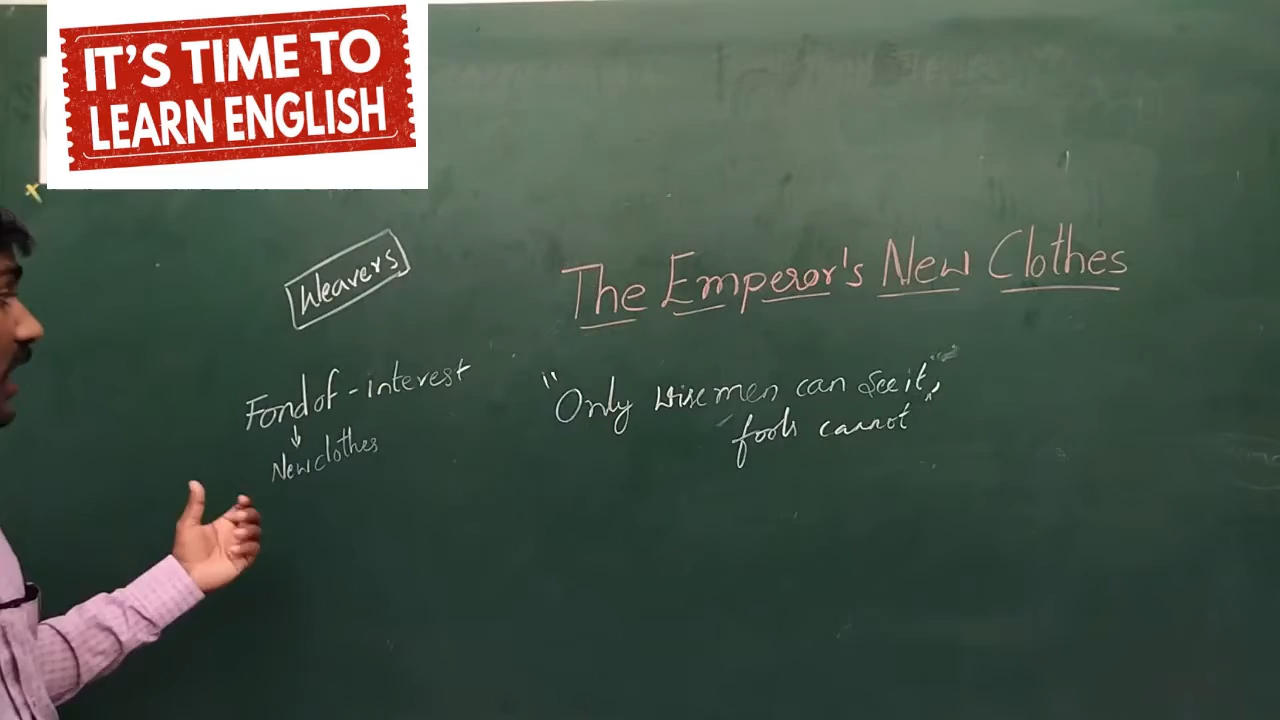 IT'S TIME TO
LEARN ENGLISH
The Emperor's New Clothes
Weavers
Fond of - interest
↓
New clothes
"Only wise men can see it,
fools cannot"